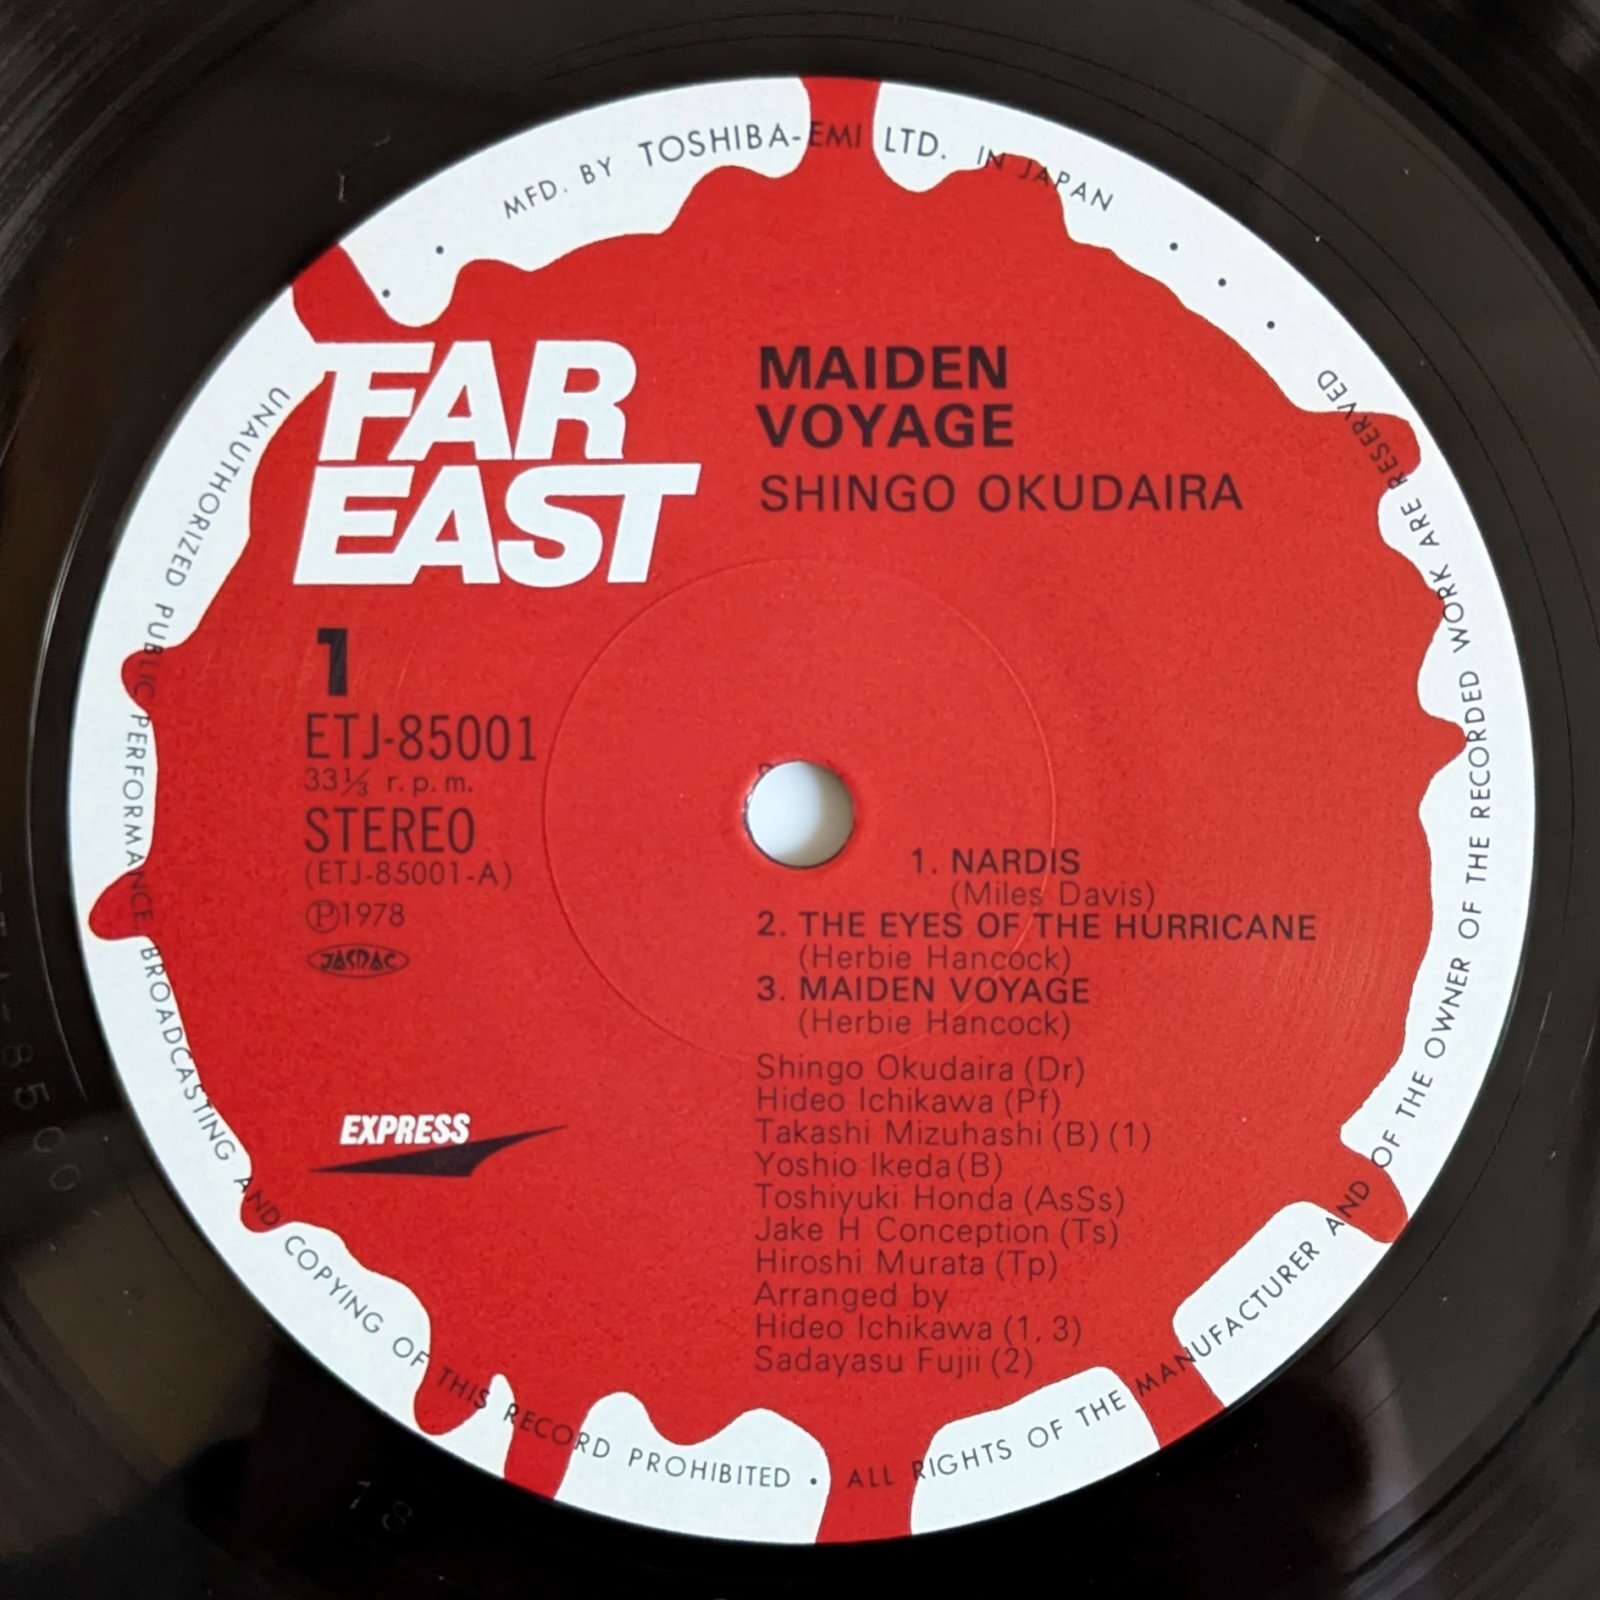 MFD. BY TOSHIBA-EMI LTD. IN JAPAN
FAR
EAST
MAIDEN
VOYAGE
SHINGO OKUDAIRA
1
ETJ-85001
33⅓ r.p.m.
STEREO
(ETJ-85001-A)
Ⓟ1978
JASRAC
EXPRESS
1. NARDIS
(Miles Davis)
2. THE EYES OF THE HURRICANE
(Herbie Hancock)
3. MAIDEN VOYAGE
(Herbie Hancock)
Shingo Okudaira (Dr)
Hideo Ichikawa (Pf)
Takashi Mizuhashi (B) (1)
Yoshio Ikeda (B)
Toshiyuki Honda (AsSs)
Jake H Conception (Ts)
Hiroshi Murata (Tp)
Arranged by
Hideo Ichikawa (1, 3)
Sadayasu Fujii (2)
UNAUTHORIZED PUBLIC PERFORMANCE BROADCASTING AND COPYING OF THIS RECORD PROHIBITED • ALL RIGHTS OF THE MANUFACTURER AND OF THE OWNER OF THE RECORDED WORK ARE RESERVED
1S